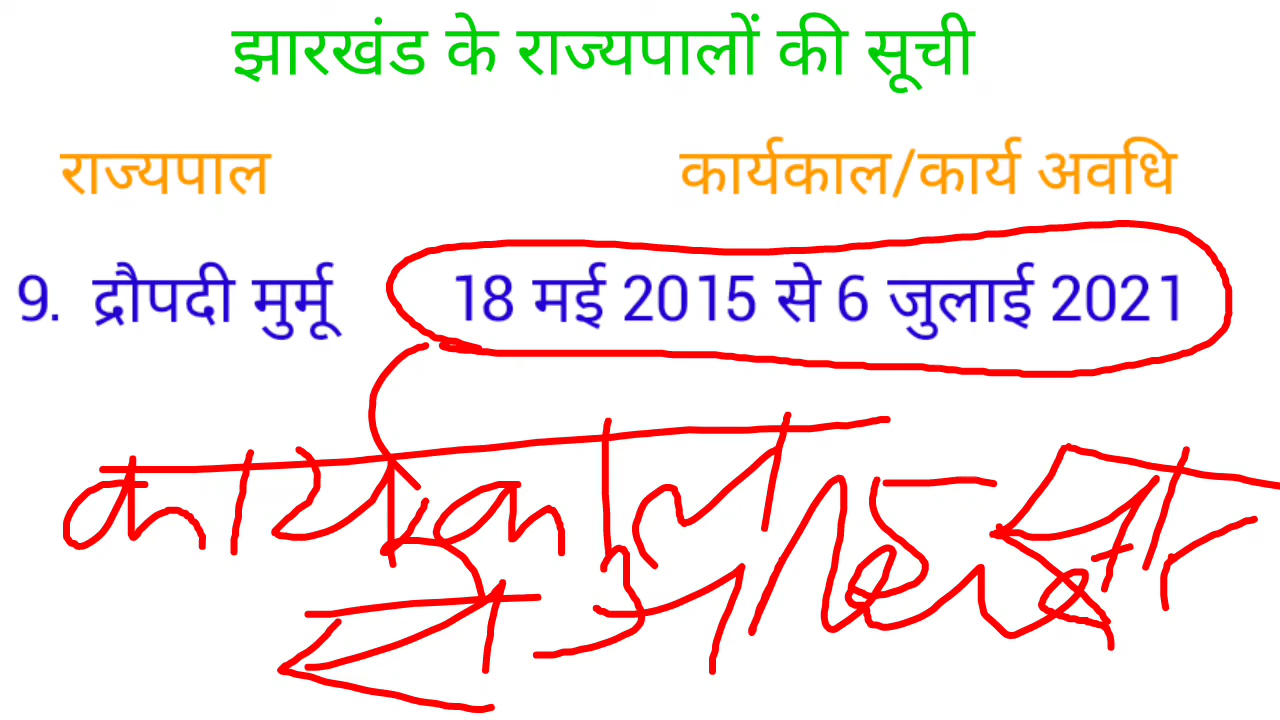 झारखंड के राज्यपालों की सूची
राज्यपाल कार्यकाल/कार्य अवधि
9. द्रौपदी मुर्मू 18 मई 2015 से 6 जुलाई 2021
कार्यकाल